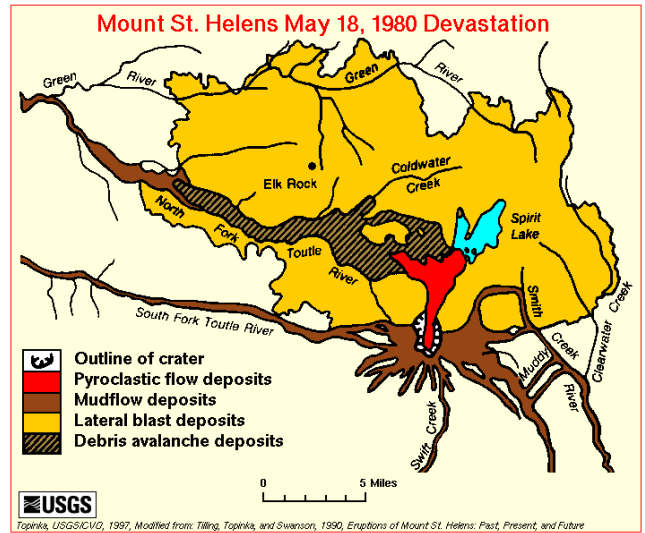 Mount St. Helens May 18, 1980 Devastation
Green
River
Green
River
Elk Rock
Coldwater
Creek
Spirit
Lake
North
Fork
Toutle
River
South Fork Toutle River
Smith
Creek
Muddy
River
Clearwater Creek
Swift Creek
Outline of crater
Pyroclastic flow deposits
Mudflow deposits
Lateral blast deposits
Debris avalanche deposits
0 5 Miles
USGS
Topinka, USGS/CVO, 1997, Modified from: Tilling, Topinka, and Swanson, 1990, Eruptions of Mount St. Helens: Past, Present, and Future